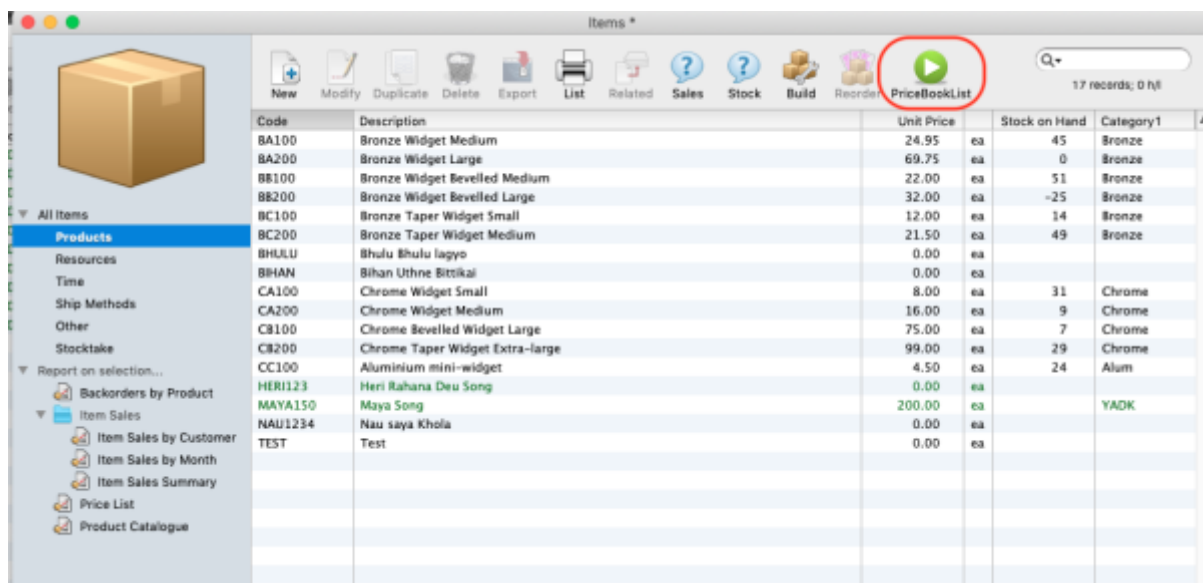 Items *
New Modify Duplicate Delete Export List Related Sales Stock Build Reorder PriceBookList
17 records; 0 h/l
All Items
Products
Resources
Time
Ship Methods
Other
Stocktake
Report on selection...
Backorders by Product
Item Sales
Item Sales by Customer
Item Sales by Month
Item Sales Summary
Price List
Product Catalogue
Code Description Unit Price Stock on Hand Category1
BA100 Bronze Widget Medium 24.95 ea 45 Bronze
BA200 Bronze Widget Large 69.75 ea 0 Bronze
BB100 Bronze Widget Bevelled Medium 22.00 ea 51 Bronze
BB200 Bronze Widget Bevelled Large 32.00 ea -25 Bronze
BC100 Bronze Taper Widget Small 12.00 ea 14 Bronze
BC200 Bronze Taper Widget Medium 21.50 ea 49 Bronze
BHULU Bhulu Bhulu lagyo 0.00 ea
BIHAN Bihan Uthne Bittikai 0.00 ea
CA100 Chrome Widget Small 8.00 ea 31 Chrome
CA200 Chrome Widget Medium 16.00 ea 9 Chrome
CB100 Chrome Bevelled Widget Large 75.00 ea 7 Chrome
CB200 Chrome Taper Widget Extra-large 99.00 ea 29 Chrome
CC100 Aluminium mini-widget 4.50 ea 24 Alum
HERI123 Heri Rahana Deu Song 0.00 ea
MAYA150 Maya Song 200.00 ea YADK
NAU1234 Nau saya Khola 0.00 ea
TEST Test 0.00 ea